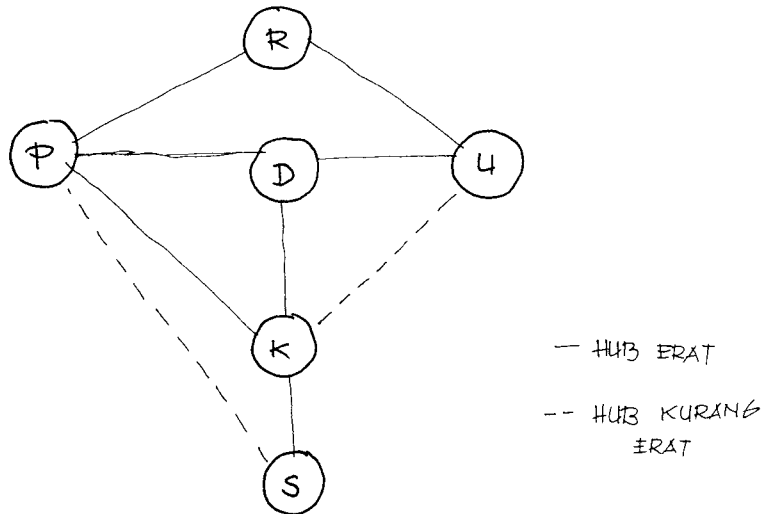 R
P
D
U
K
S
— HUB ERAT
-- HUB KURANG
ERAT